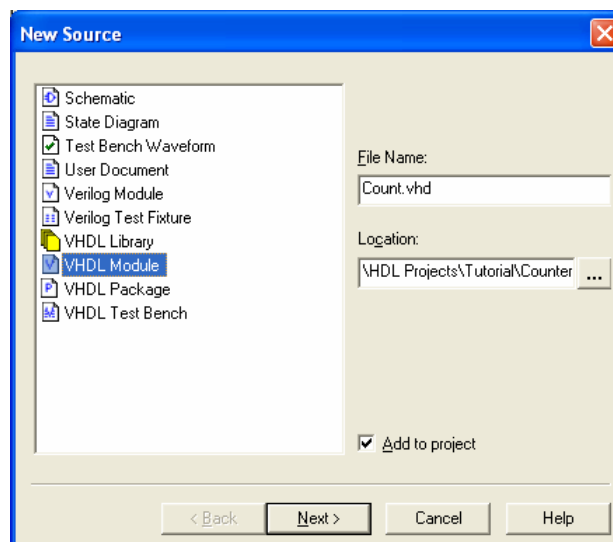 New Source
Schematic
State Diagram
Test Bench Waveform
User Document
Verilog Module
Verilog Test Fixture
VHDL Library
VHDL Module
VHDL Package
VHDL Test Bench
File Name:
Count.vhd
Location:
\HDL Projects\Tutorial\Counter
...
Add to project
< Back
Next >
Cancel
Help